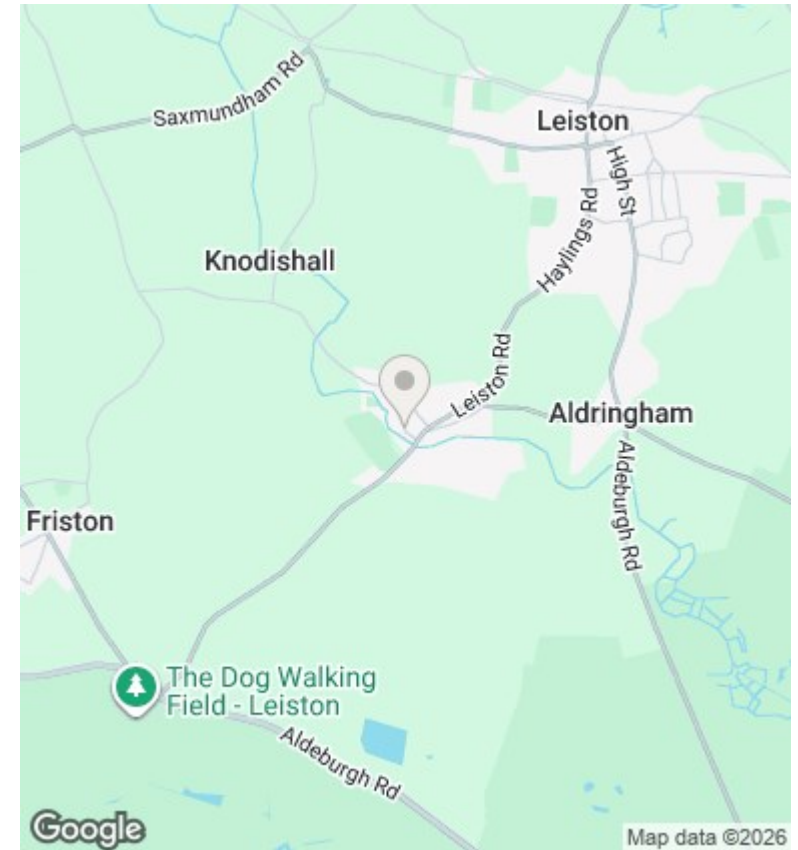 Saxmundham Rd
Leiston
High St
Haylings Rd
Knodishall
Leiston Rd
Aldringham
Aldeburgh Rd
Friston
The Dog Walking
Field - Leiston
Aldeburgh Rd
Google
Map data ©2026